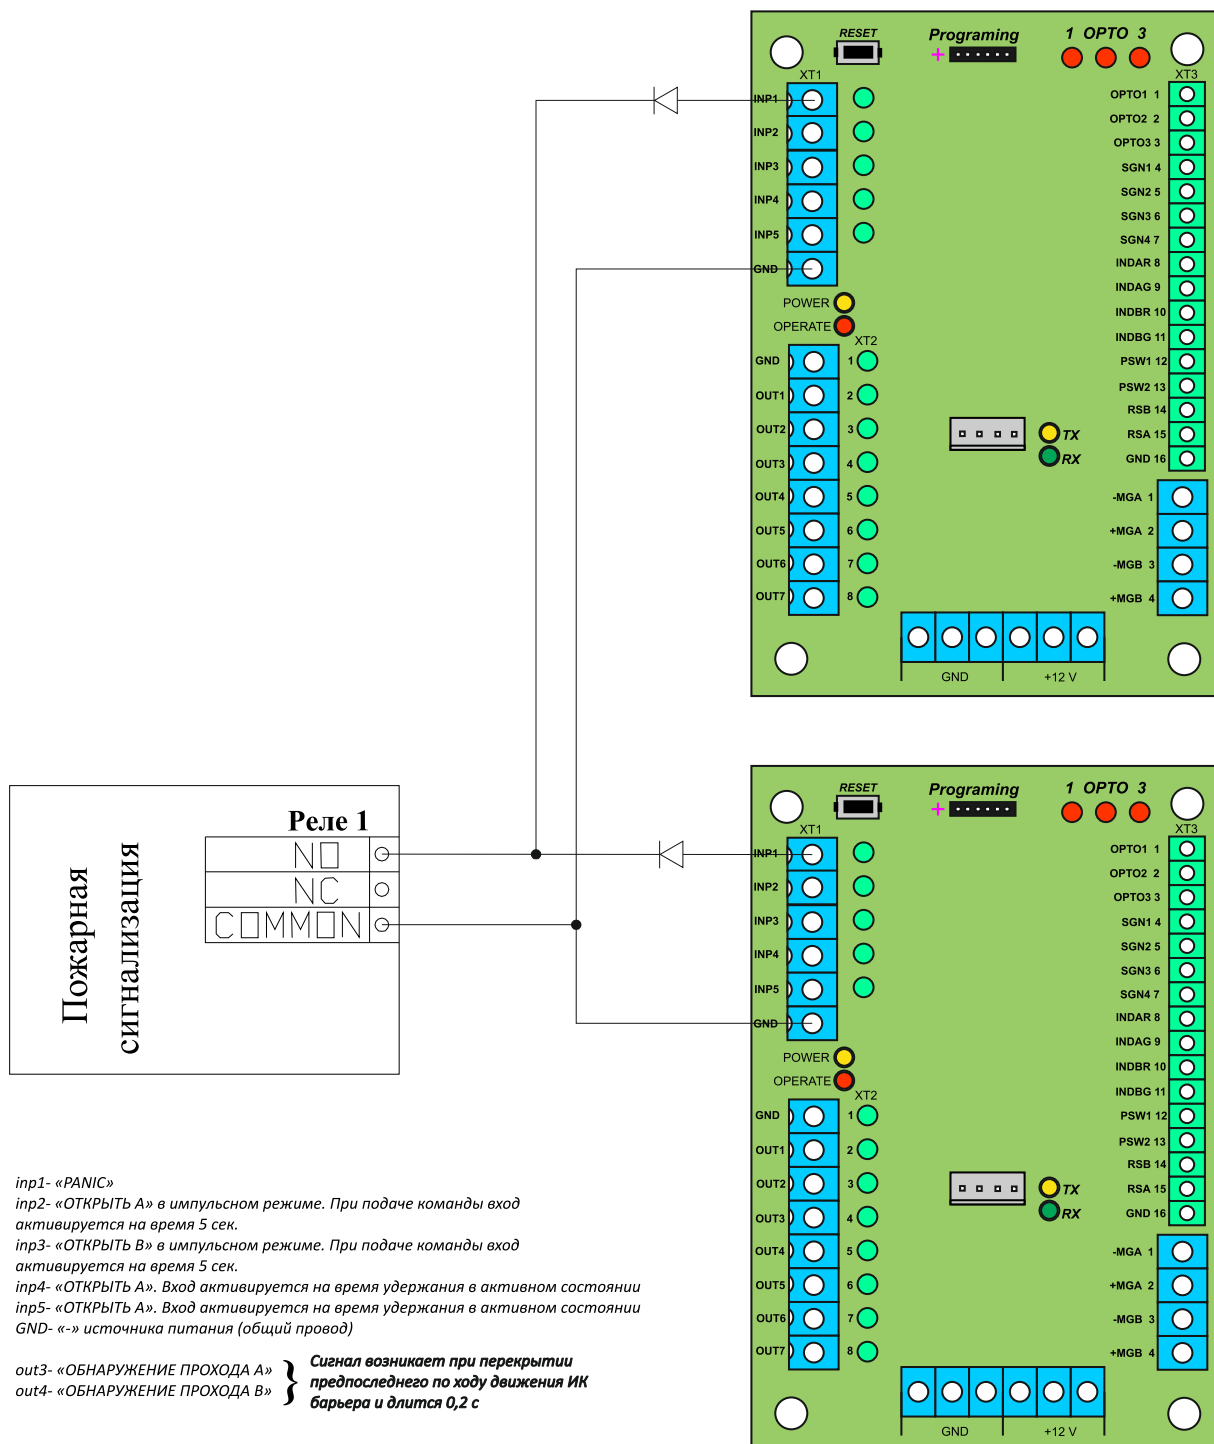 RESET
Programing
1 OPTO 3
+
XT1
XT3
INP1
INP2
INP3
INP4
INP5
GND
POWER
OPERATE
XT2
GND 1
OUT1 2
OUT2 3
OUT3 4
OUT4 5
OUT5 6
OUT6 7
OUT7 8
TX
RX
OPTO1 1
OPTO2 2
OPTO3 3
SGN1 4
SGN2 5
SGN3 6
SGN4 7
INDAR 8
INDAG 9
INDBR 10
INDBG 11
PSW1 12
PSW2 13
RSB 14
RSA 15
GND 16
-MGA 1
+MGA 2
-MGB 3
+MGB 4
GND
+12 V
Пожарная
сигнализация
Реле 1
NO
NC
COMMON
RESET
Programing
1 OPTO 3
+
XT1
XT3
INP1
INP2
INP3
INP4
INP5
GND
POWER
OPERATE
XT2
GND 1
OUT1 2
OUT2 3
OUT3 4
OUT4 5
OUT5 6
OUT6 7
OUT7 8
TX
RX
OPTO1 1
OPTO2 2
OPTO3 3
SGN1 4
SGN2 5
SGN3 6
SGN4 7
INDAR 8
INDAG 9
INDBR 10
INDBG 11
PSW1 12
PSW2 13
RSB 14
RSA 15
GND 16
-MGA 1
+MGA 2
-MGB 3
+MGB 4
GND
+12 V
inp1- «PANIC»
inp2- «ОТКРЫТЬ А» в импульсном режиме. При подаче команды вход
активируется на время 5 сек.
inp3- «ОТКРЫТЬ В» в импульсном режиме. При подаче команды вход
активируется на время 5 сек.
inp4- «ОТКРЫТЬ А». Вход активируется на время удержания в активном состоянии
inp5- «ОТКРЫТЬ А». Вход активируется на время удержания в активном состоянии
GND- «-» источника питания (общий провод)
out3- «ОБНАРУЖЕНИЕ ПРОХОДА А»
out4- «ОБНАРУЖЕНИЕ ПРОХОДА В»
}
Сигнал возникает при перекрытии
предпоследнего по ходу движения ИК
барьера и длится 0,2 с